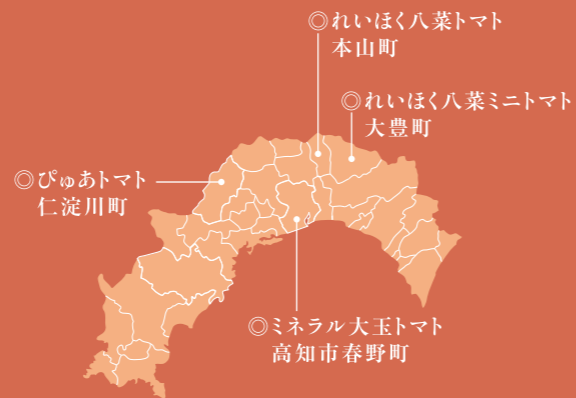 ◎れいほく八菜トマト
本山町
◎れいほく八菜ミニトマト
大豊町
◎ぴゅあトマト
仁淀川町
◎ミネラル大玉トマト
高知市春野町